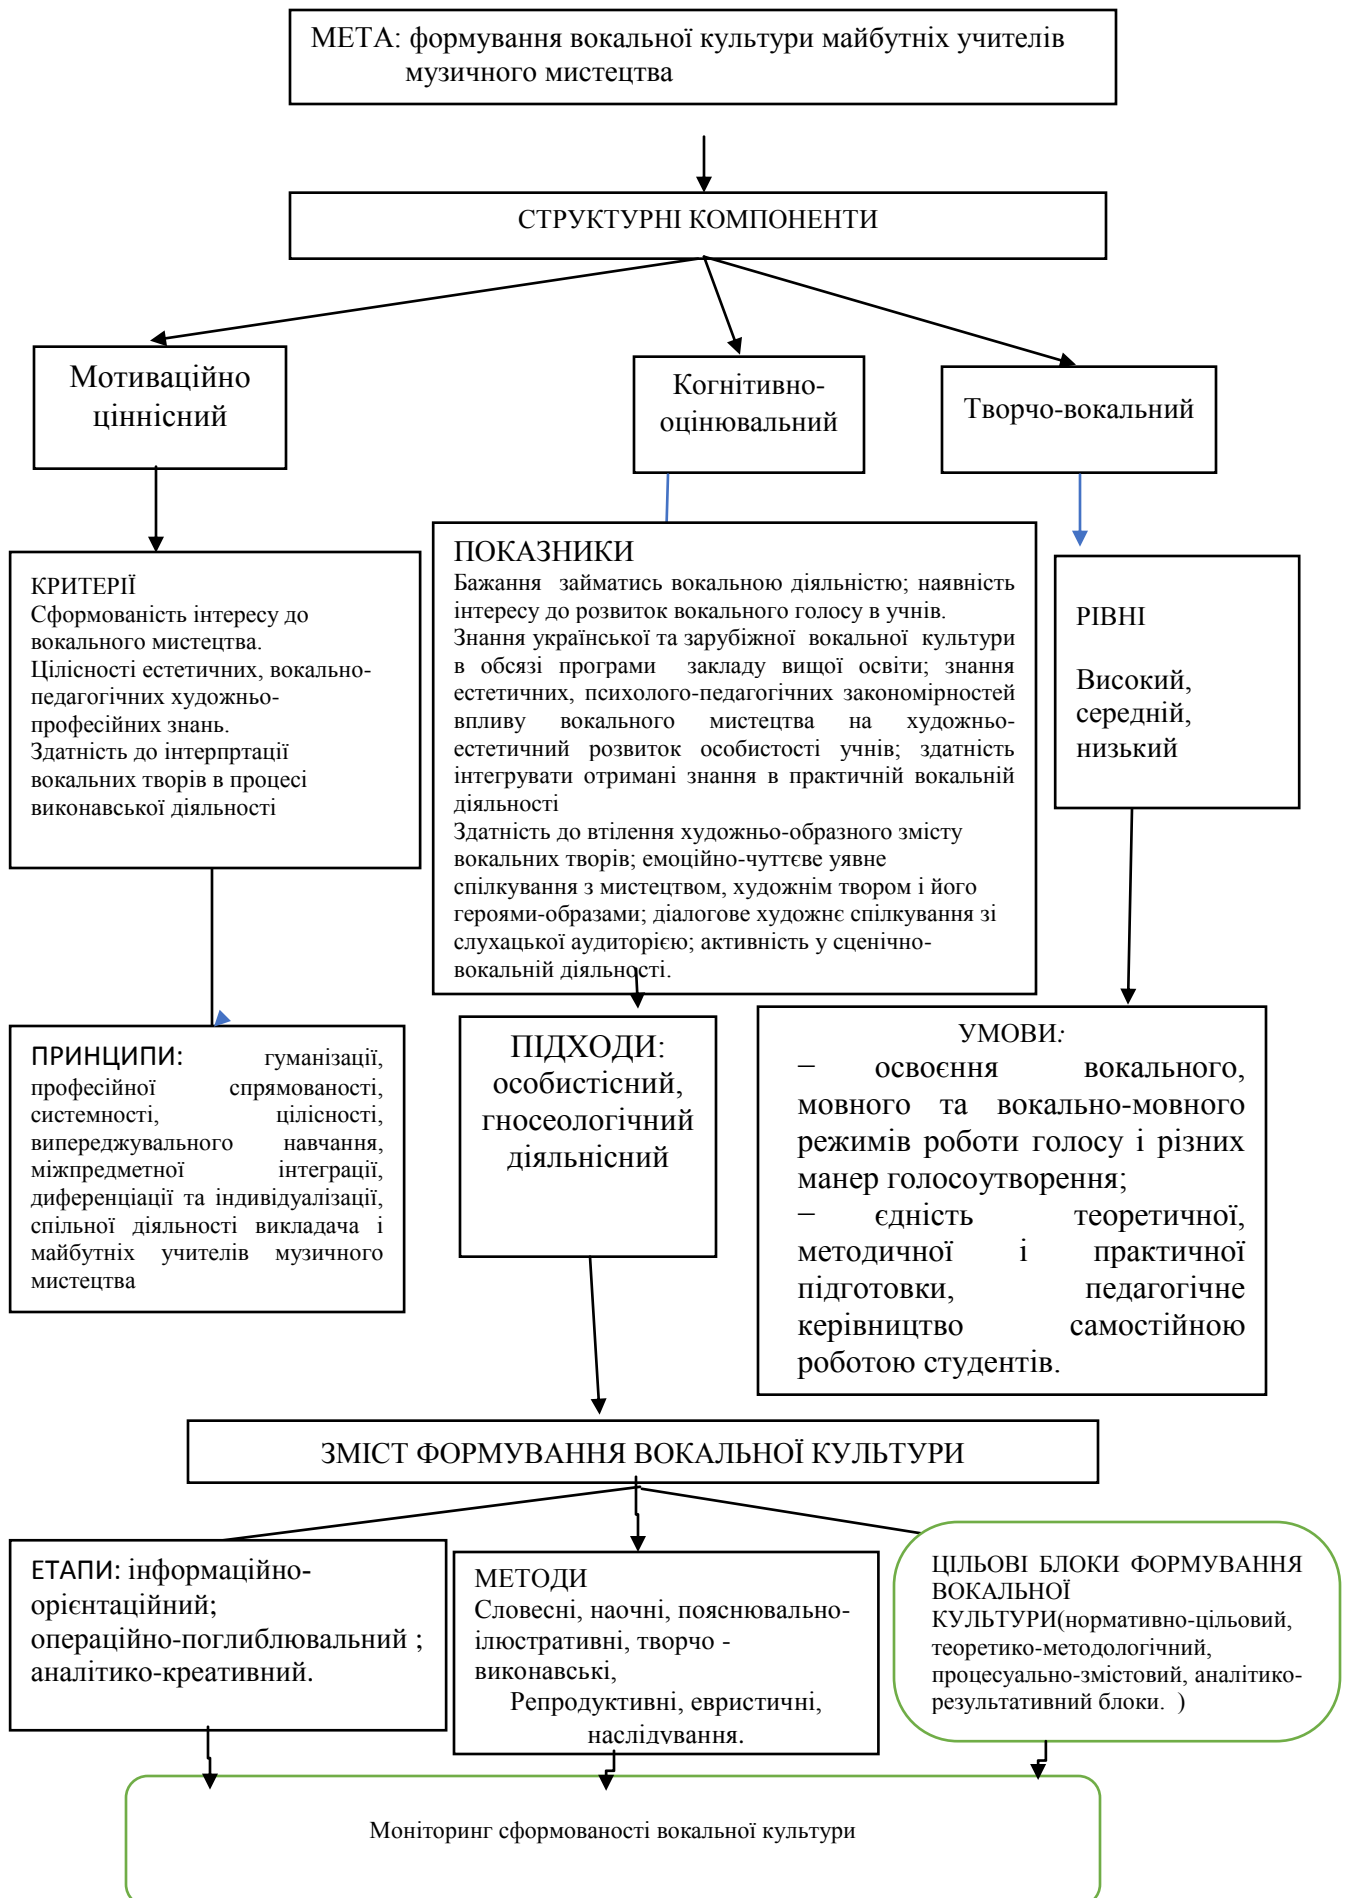 МЕТА: формування вокальної культури майбутніх учителів
музичного мистецтва
СТРУКТУРНІ КОМПОНЕНТИ
Мотиваційно
ціннісний
Когнітивно-
оцінювальний
Творчо-вокальний
КРИТЕРІЇ
Сформованість інтересу до
вокального мистецтва.
Цілісності естетичних, вокально-
педагогічних художньо-
професійних знань.
Здатність до інтерпртації
вокальних творів в процесі
виконавської діяльності
ПОКАЗНИКИ
Бажання займатись вокальною діяльністю; наявність
інтересу до розвиток вокального голосу в учнів.
Знання української та зарубіжної вокальної культури
в обсязі програми закладу вищої освіти; знання
естетичних, психолого-педагогічних закономірностей
впливу вокального мистецтва на художньо-
естетичний розвиток особистості учнів; здатність
інтегрувати отримані знання в практичній вокальній
діяльності
Здатність до втілення художньо-образного змісту
вокальних творів; емоційно-чуттєве уявне
спілкування з мистецтвом, художнім твором і його
героями-образами; діалогове художнє спілкування зі
слухацької аудиторією; активність у сценічно-
вокальній діяльності.
РІВНІ
Високий,
середній,
низький
ПРИНЦИПИ: гуманізації,
професійної спрямованості,
системності, цілісності,
випереджувального навчання,
міжпредметної інтеграції,
диференціації та індивідуалізації,
спільної діяльності викладача і
майбутніх учителів музичного
мистецтва
ПІДХОДИ:
особистісний,
гносеологічний
діяльнісний
УМОВИ:
− освоєння вокального,
мовного та вокально-мовного
режимів роботи голосу і різних
манер голосоутворення;
− єдність теоретичної,
методичної і практичної
підготовки, педагогічне
керівництво самостійною
роботою студентів.
ЗМІСТ ФОРМУВАННЯ ВОКАЛЬНОЇ КУЛЬТУРИ
ЕТАПИ: інформаційно-
орієнтаційний;
операційно-поглиблювальний ;
аналітико-креативний.
МЕТОДИ
Словесні, наочні, пояснювально-
ілюстративні, творчо -
виконавські,
Репродуктивні, евристичні,
наслідування.
ЦІЛЬОВІ БЛОКИ ФОРМУВАННЯ
ВОКАЛЬНОЇ
КУЛЬТУРИ(нормативно-цільовий,
теоретико-методологічний,
процесуально-змістовий, аналітико-
результативний блоки. )
Моніторинг сформованості вокальної культури